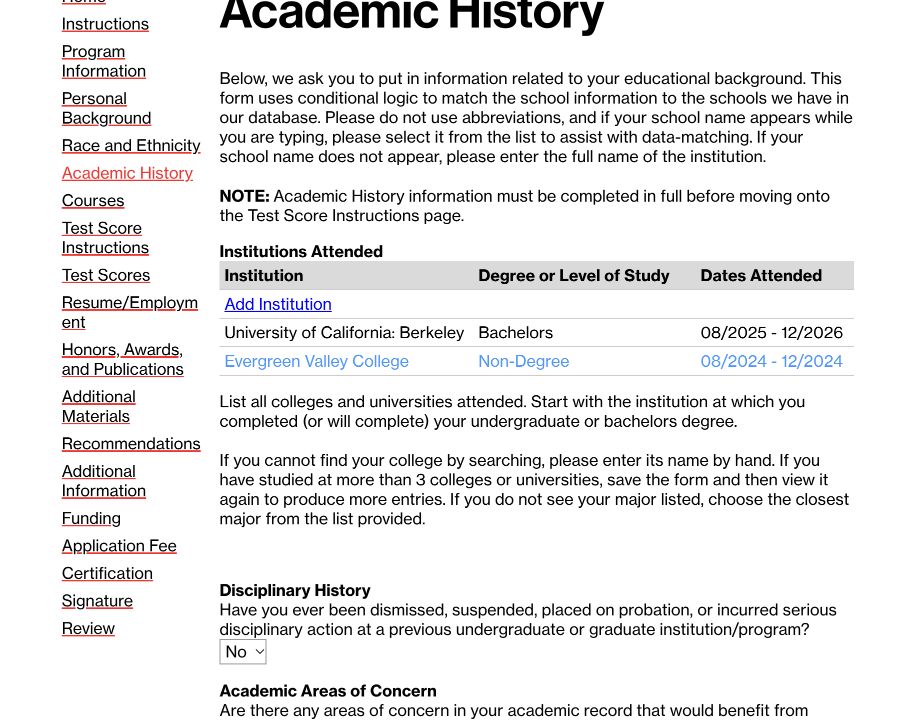 Home
Instructions
Program
Information
Personal
Background
Race and Ethnicity
Academic History
Courses
Test Score
Instructions
Test Scores
Resume/Employm
ent
Honors, Awards,
and Publications
Additional
Materials
Recommendations
Additional
Information
Funding
Application Fee
Certification
Signature
Review
Academic History
Below, we ask you to put in information related to your educational background. This
form uses conditional logic to match the school information to the schools we have in
our database. Please do not use abbreviations, and if your school name appears while
you are typing, please select it from the list to assist with data-matching. If your
school name does not appear, please enter the full name of the institution.
NOTE: Academic History information must be completed in full before moving onto
the Test Score Instructions page.
Institutions Attended
Institution Degree or Level of Study Dates Attended
Add Institution
University of California: Berkeley Bachelors 08/2025 - 12/2026
Evergreen Valley College Non-Degree 08/2024 - 12/2024
List all colleges and universities attended. Start with the institution at which you
completed (or will complete) your undergraduate or bachelors degree.
If you cannot find your college by searching, please enter its name by hand. If you
have studied at more than 3 colleges or universities, save the form and then view it
again to produce more entries. If you do not see your major listed, choose the closest
major from the list provided.
Disciplinary History
Have you ever been dismissed, suspended, placed on probation, or incurred serious
disciplinary action at a previous undergraduate or graduate institution/program?
No
Academic Areas of Concern
Are there any areas of concern in your academic record that would benefit from